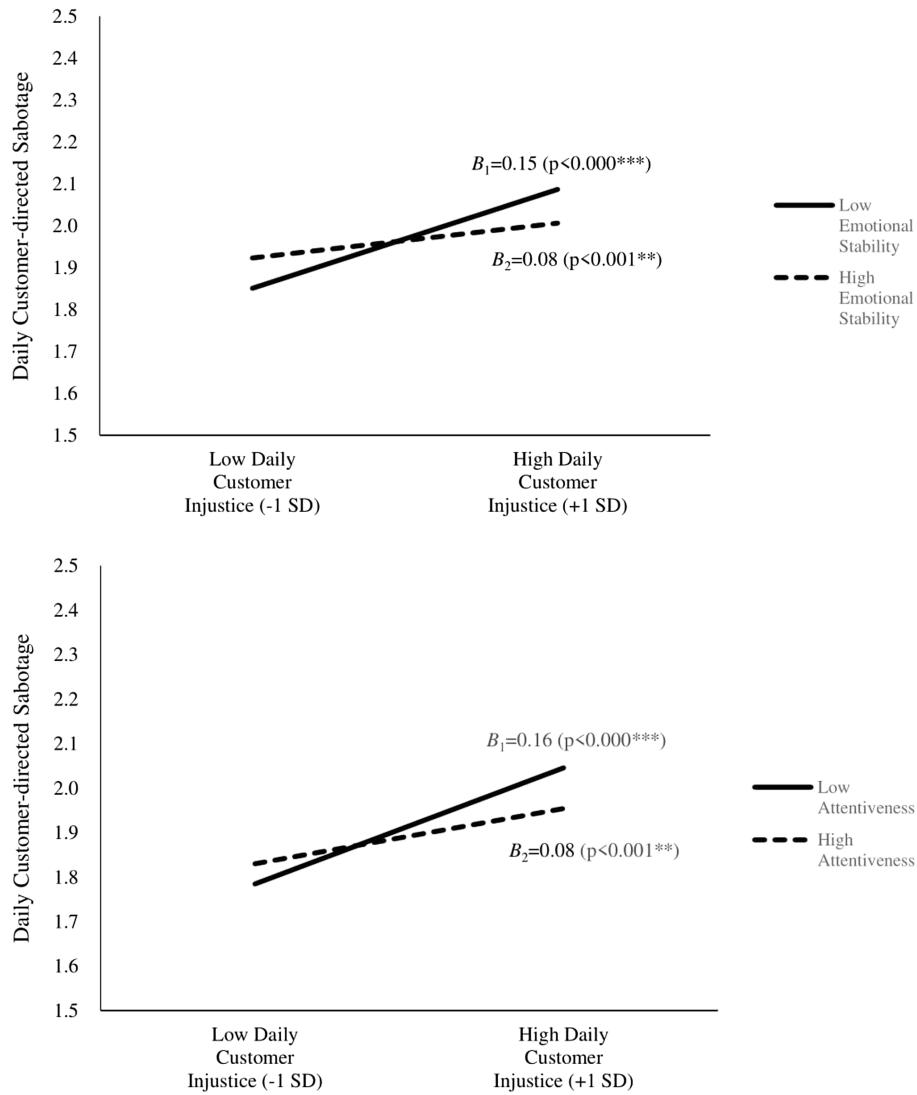 2.5
2.4
2.3
2.2
2.1
2.0
1.9
1.8
1.7
1.6
1.5
Daily Customer-directed Sabotage
B1=0.15 (p<0.000***)
B2=0.08 (p<0.001**)
Low
Emotional
Stability
High
Emotional
Stability
Low Daily
Customer
Injustice (-1 SD)
High Daily
Customer
Injustice (+1 SD)
2.5
2.4
2.3
2.2
2.1
2.0
1.9
1.8
1.7
1.6
1.5
Daily Customer-directed Sabotage
B1=0.16 (p<0.000***)
B2=0.08 (p<0.001**)
Low
Attentiveness
High
Attentiveness
Low Daily
Customer
Injustice (-1 SD)
High Daily
Customer
Injustice (+1 SD)